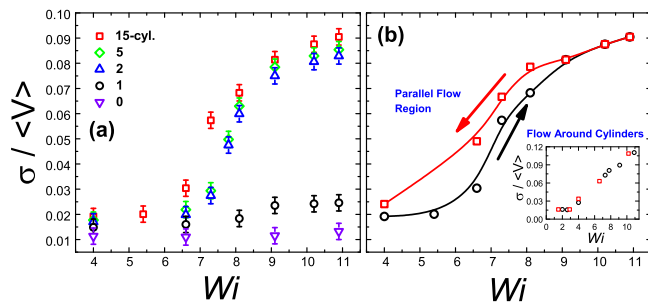 0.10
0.09
0.08
0.07
0.06
0.05
0.04
0.03
0.02
0.01
σ / <V>
15-cyl.
5
2
1
0
(a)
4 5 6 7 8 9 10 11
Wi
(b)
Parallel Flow
Region
Flow Around Cylinders
0.12
0.09
0.06
0.03
0.00
σ / <V>
0 2 4 6 8 10
Wi
4 5 6 7 8 9 10 11
Wi